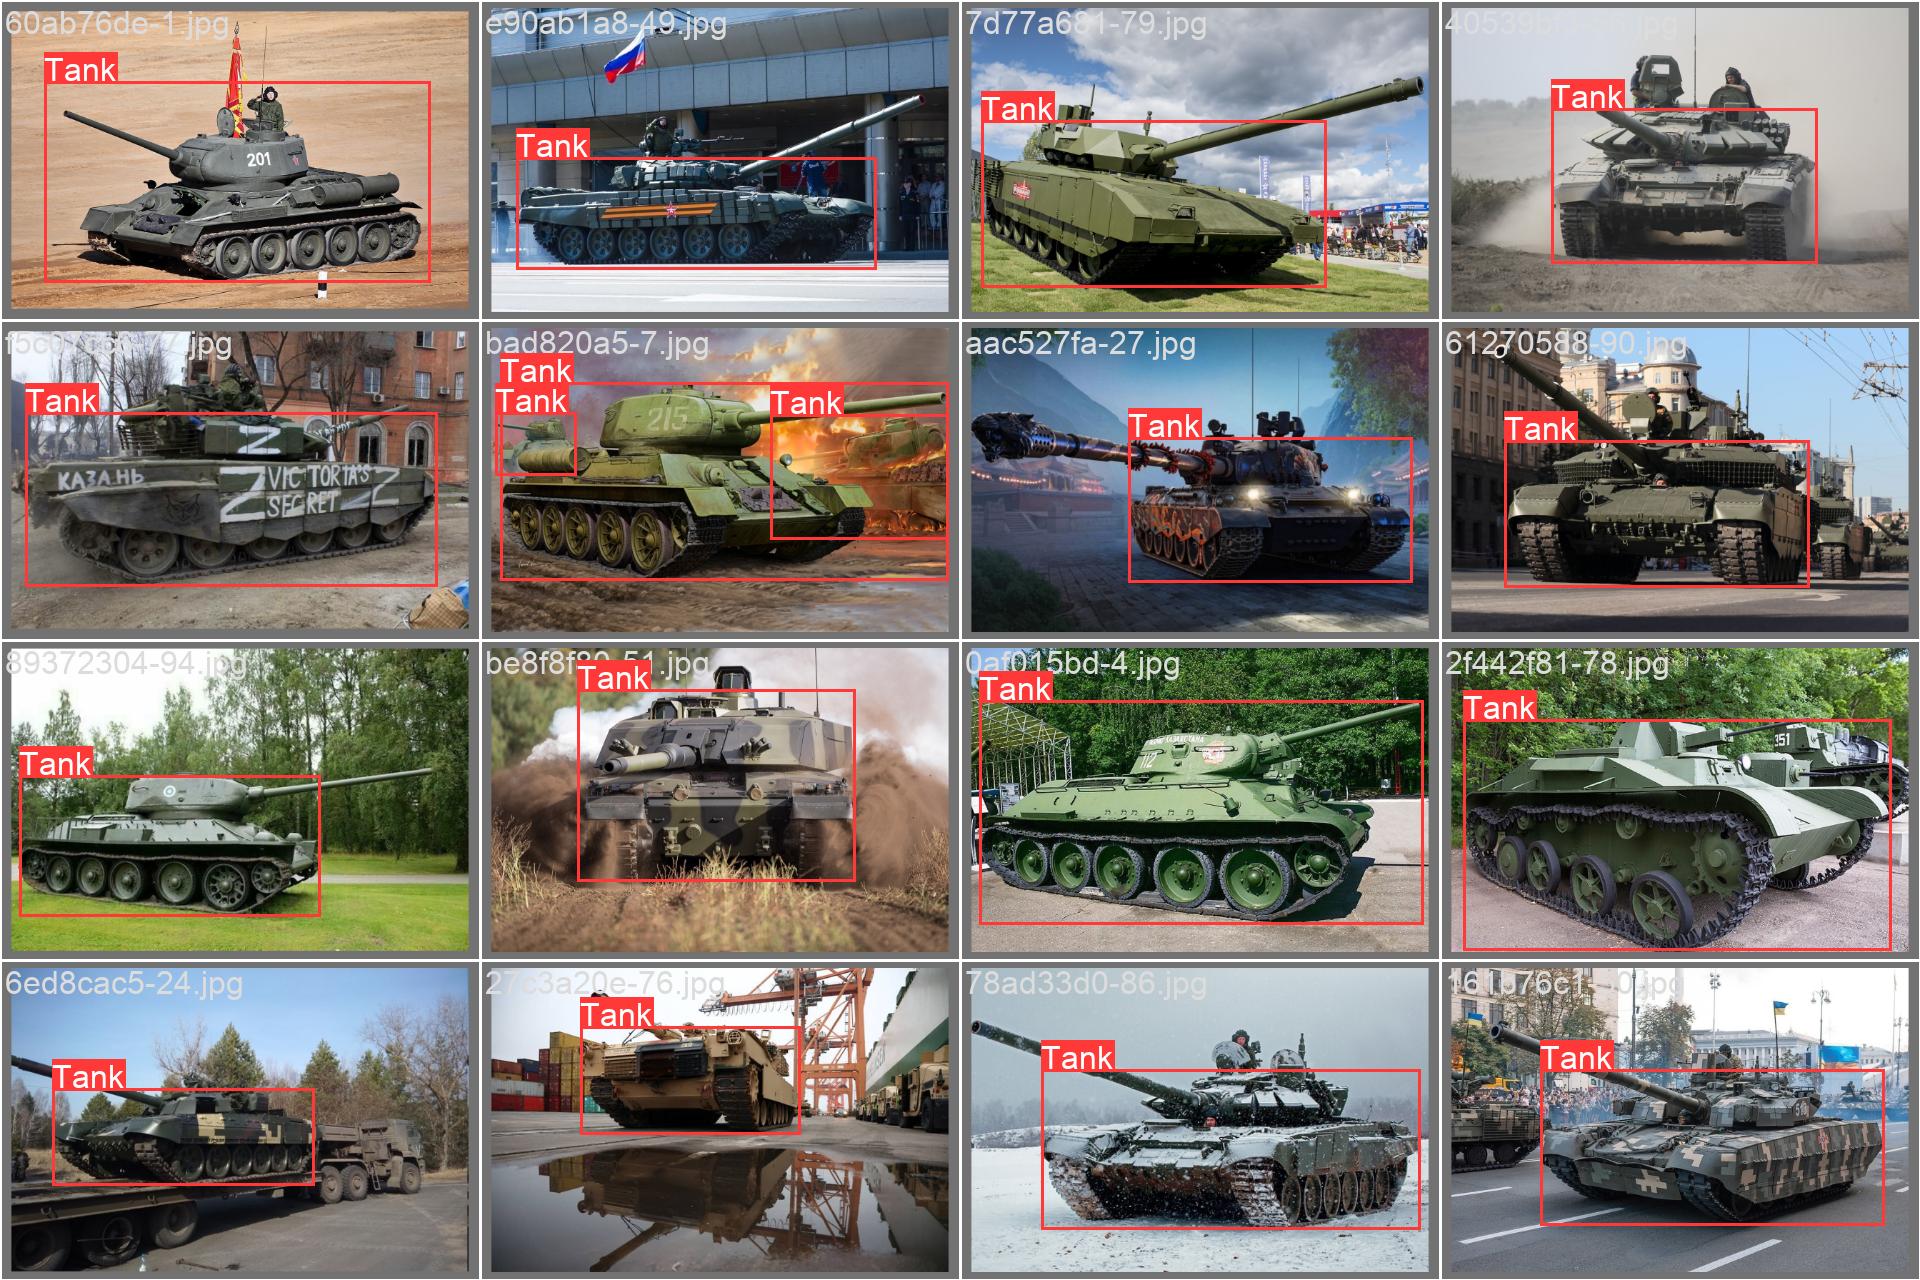 60ab76de-1.jpg
e90ab1a8-49.jpg
7d77a681-79.jpg
Tank
Tank
Tank
Tank
201
bad820a5-7.jpg
aac527fa-27.jpg
61270588-90.jpg
Tank
Tank
Tank
Tank
Tank
Tank
КАЗАНЬ
Z
Z VICTORIA'S Z
SECRET
215
89372304-94.jpg
0af015bd-4.jpg
2f442f81-78.jpg
Tank
Tank
Tank
Tank
112
351
6ed8cac5-24.jpg
27c3a20e-76.jpg
78ad33d0-86.jpg
Tank
Tank
Tank
Tank